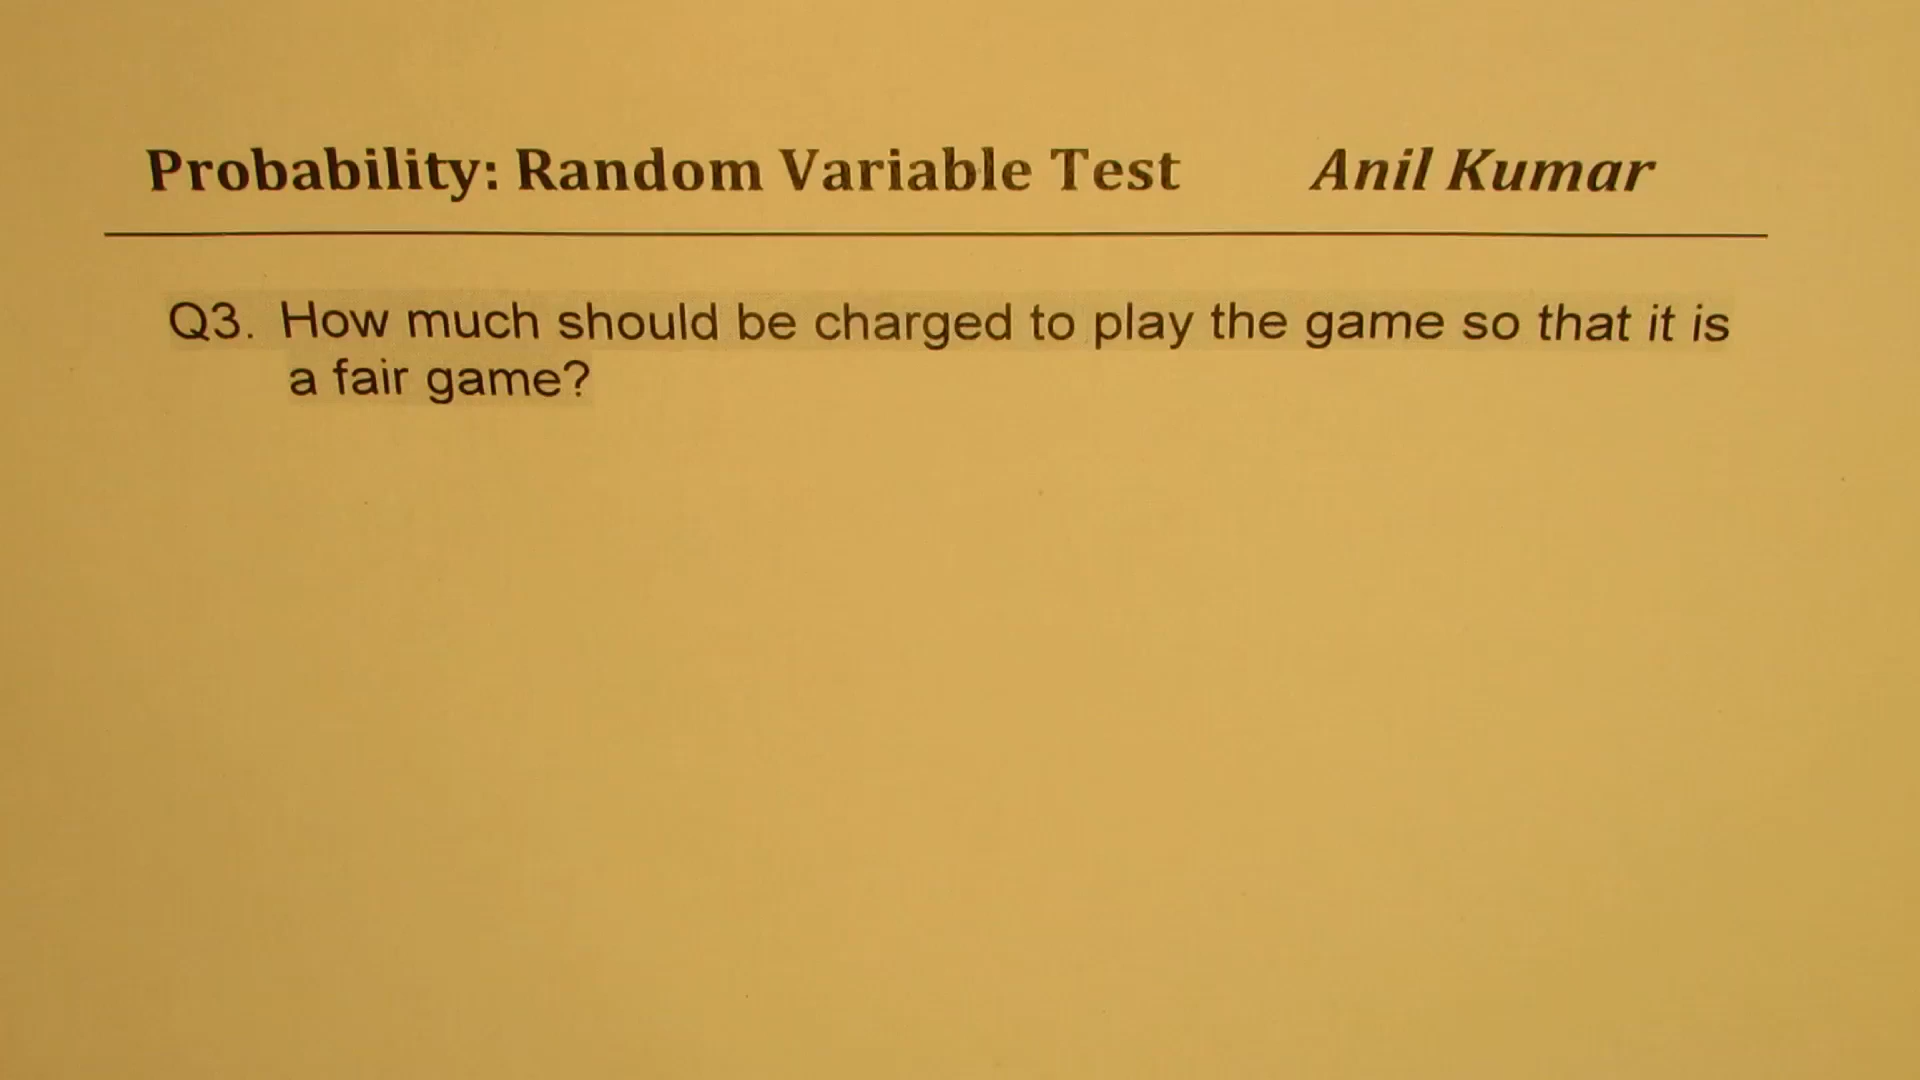 Probability: Random Variable Test Anil Kumar
Q3. How much should be charged to play the game so that it is
a fair game?